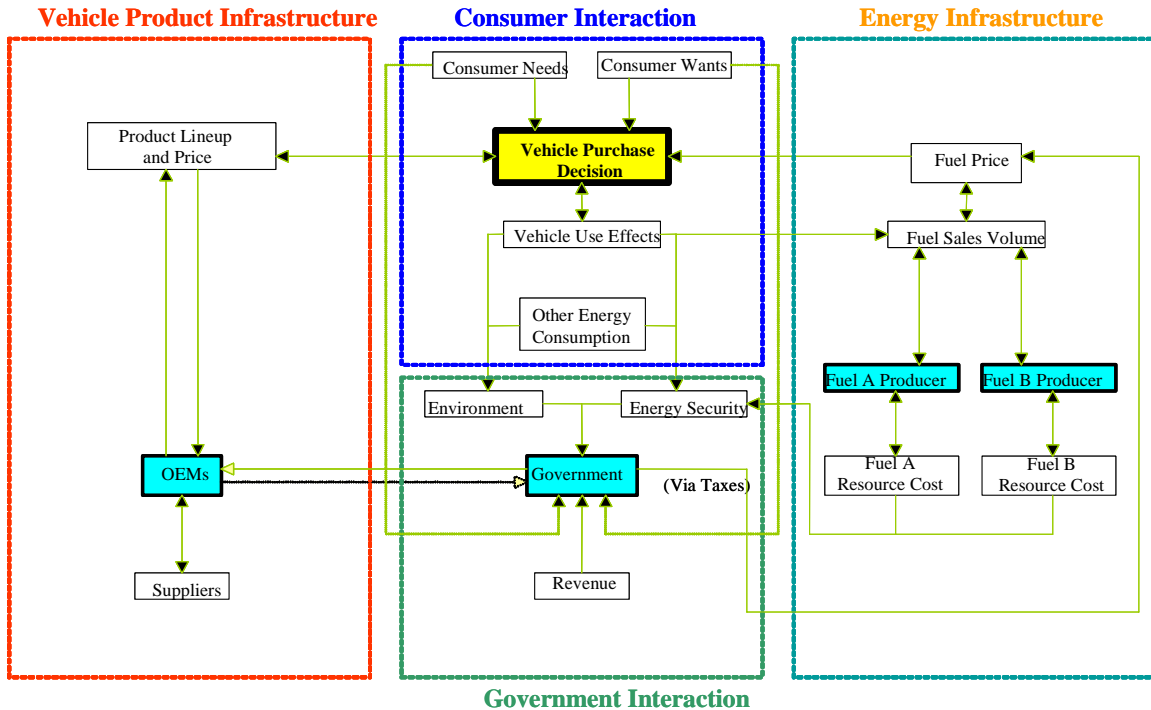 Vehicle Product Infrastructure
Consumer Interaction
Energy Infrastructure
Consumer Needs
Consumer Wants
Product Lineup
and Price
Vehicle Purchase
Decision
Fuel Price
Vehicle Use Effects
Fuel Sales Volume
Other Energy
Consumption
Fuel A Producer
Fuel B Producer
Environment
Energy Security
OEMs
Government
(Via Taxes)
Fuel A
Resource Cost
Fuel B
Resource Cost
Suppliers
Revenue
Government Interaction